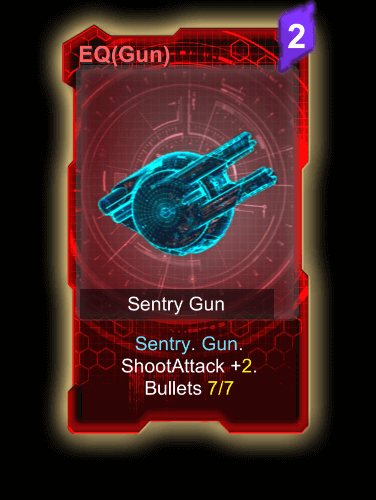 EQ(Gun)
2
Sentry Gun
Sentry. Gun.
ShootAttack +2.
Bullets 7/7